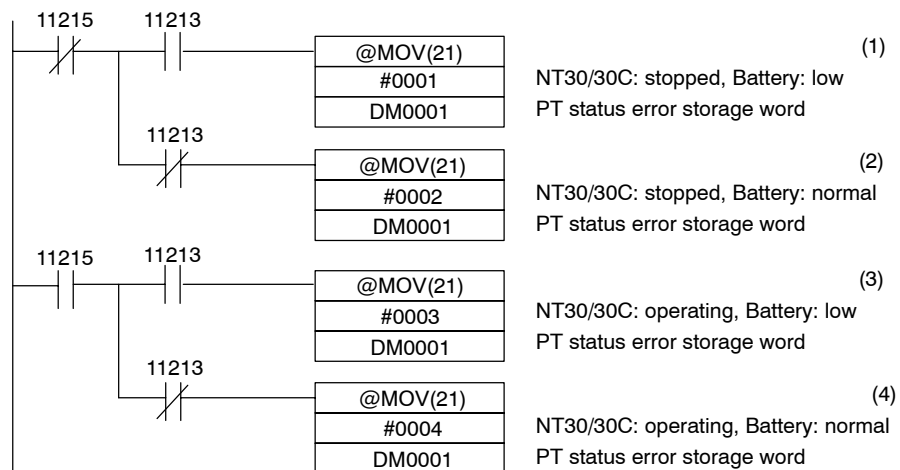 11215 11213
@MOV(21) (1)
#0001 NT30/30C: stopped, Battery: low
DM0001 PT status error storage word
11213
@MOV(21) (2)
#0002 NT30/30C: stopped, Battery: normal
DM0001 PT status error storage word
11215 11213
@MOV(21) (3)
#0003 NT30/30C: operating, Battery: low
DM0001 PT status error storage word
11213
@MOV(21) (4)
#0004 NT30/30C: operating, Battery: normal
DM0001 PT status error storage word